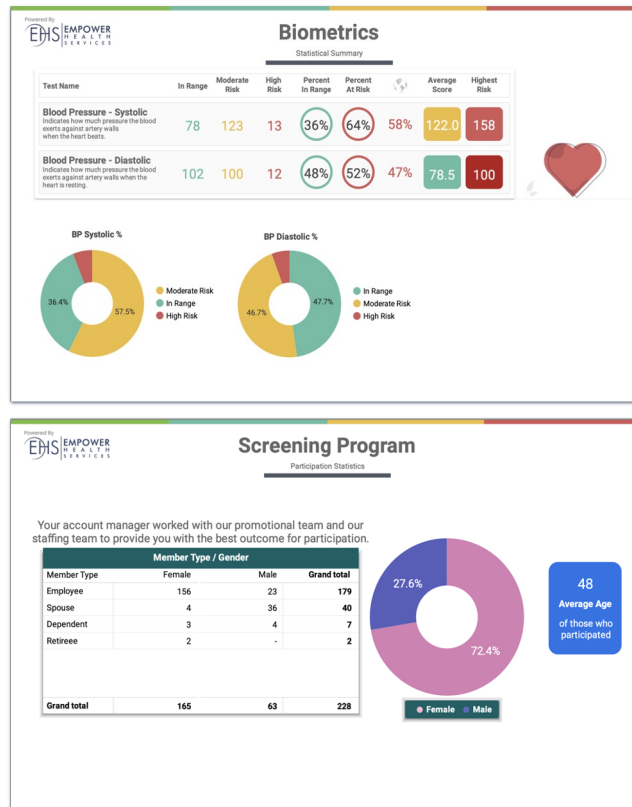 Powered By
EHS EMPOWER
HEALTH
SERVICES
Biometrics
Statistical Summary
Test Name In Range Moderate Risk High Risk Percent In Range Percent At Risk Average Score Highest Risk
Blood Pressure - Systolic
Indicates how much pressure the blood
exerts against artery walls
when the heart beats.
78 123 13 36% 64% 58% 122.0 158
Blood Pressure - Diastolic
Indicates how much pressure the blood
exerts against artery walls when the
heart is resting.
102 100 12 48% 52% 47% 78.5 100
BP Systolic %
36.4%
57.5%
Moderate Risk
In Range
High Risk
BP Diastolic %
46.7%
47.7%
In Range
Moderate Risk
High Risk
Powered By
EHS EMPOWER
HEALTH
SERVICES
Screening Program
Participation Statistics
Your account manager worked with our promotional team and our
staffing team to provide you with the best outcome for participation.
Member Type / Gender
Member Type Female Male Grand total
Employee 156 23 179
Spouse 4 36 40
Dependent 3 4 7
Retireee 2 - 2
Grand total 165 63 228
27.6%
72.4%
Female Male
48
Average Age
of those who
participated